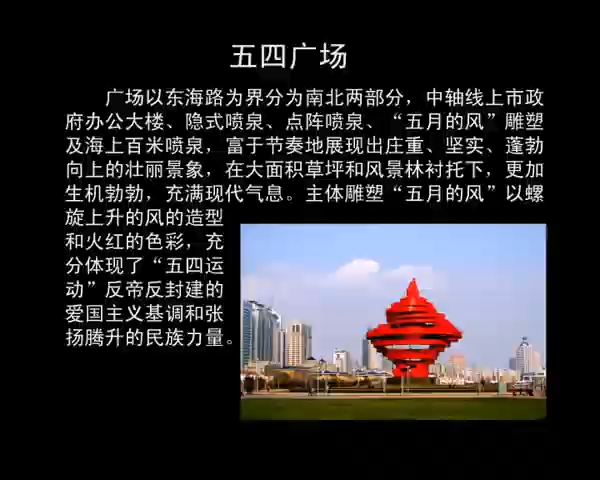 五四广场
广场以东海路为界分为南北两部分，中轴线上市政
府办公大楼、隐式喷泉、点阵喷泉、“五月的风”雕塑
及海上百米喷泉，富于节奏地展现出庄重、坚实、蓬勃
向上的壮丽景象，在大面积草坪和风景林衬托下，更加
生机勃勃，充满现代气息。主体雕塑“五月的风”以螺
旋上升的风的造型
和火红的色彩，充
分体现了“五四运
动”反帝反封建的
爱国主义基调和张
扬腾升的民族力量。